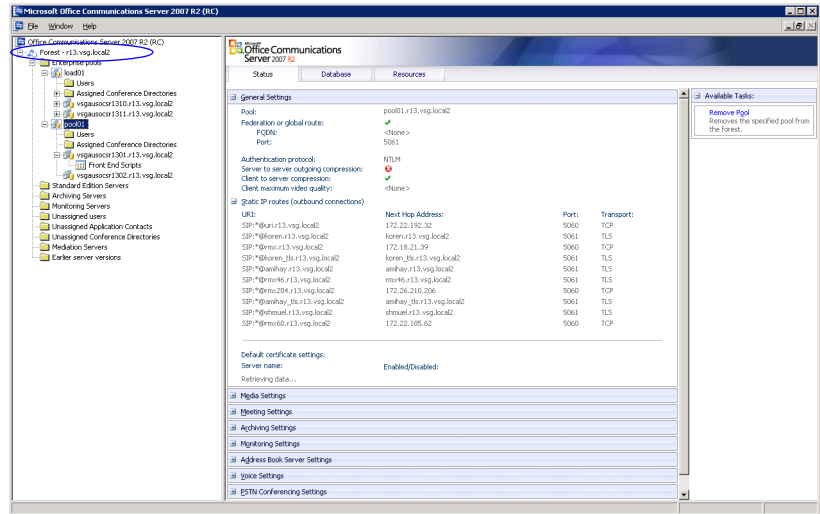 Microsoft Office Communications Server 2007 R2 (RC)
File Window Help
Office Communications Server 2007 R2 (RC)
Forest - r13.vsg.local2
Enterprise pools
load01
Users
Assigned Conference Directories
vsgausocsr1310.r13.vsg.local2
vsgausocsr1311.r13.vsg.local2
pool01
Users
Assigned Conference Directories
vsgausocsr1301.r13.vsg.local2
Front End Scripts
vsgausocsr1302.r13.vsg.local2
Standard Edition Servers
Archiving Servers
Monitoring Servers
Unassigned users
Unassigned Application Contacts
Unassigned Conference Directories
Mediation Servers
Earlier server versions
Microsoft
Office Communications
Server 2007 R2
Status Database Resources
General Settings
Pool: pool01.r13.vsg.local2
Federation or global route:
FQDN: <None>
Port: 5061
Authentication protocol: NTLM
Server to server outgoing compression:
Client to server compression:
Client maximum video quality: <None>
Static IP routes (outbound connections)
URI: Next Hop Address: Port: Transport:
SIP:*@uri.r13.vsg.local2 172.22.192.32 5060 TCP
SIP:*@koren.r13.vsg.local2 koren.r13.vsg.local2 5061 TLS
SIP:*@rmx.r13.vsg.local2 172.18.21.39 5060 TCP
SIP:*@koren_tls.r13.vsg.local2 koren_tls.r13.vsg.local2 5061 TLS
SIP:*@amihay.r13.vsg.local2 amihay.r13.vsg.local2 5061 TLS
SIP:*@rmx46.r13.vsg.local2 rmx46.r13.vsg.local2 5061 TLS
SIP:*@rmx204.r13.vsg.local2 172.26.210.206 5060 TCP
SIP:*@amihay_tls.r13.vsg.local2 amihay_tls.r13.vsg.local2 5061 TLS
SIP:*@shmuel.r13.vsg.local2 shmuel.r13.vsg.local2 5061 TLS
SIP:*@rmx60.r13.vsg.local2 172.22.185.62 5060 TCP
Default certificate settings:
Server name: Enabled/Disabled:
Retrieving data...
Media Settings
Meeting Settings
Archiving Settings
Monitoring Settings
Address Book Server Settings
Voice Settings
PSTN Conferencing Settings
Available Tasks:
Remove Pool
Removes the specified pool from
the forest.